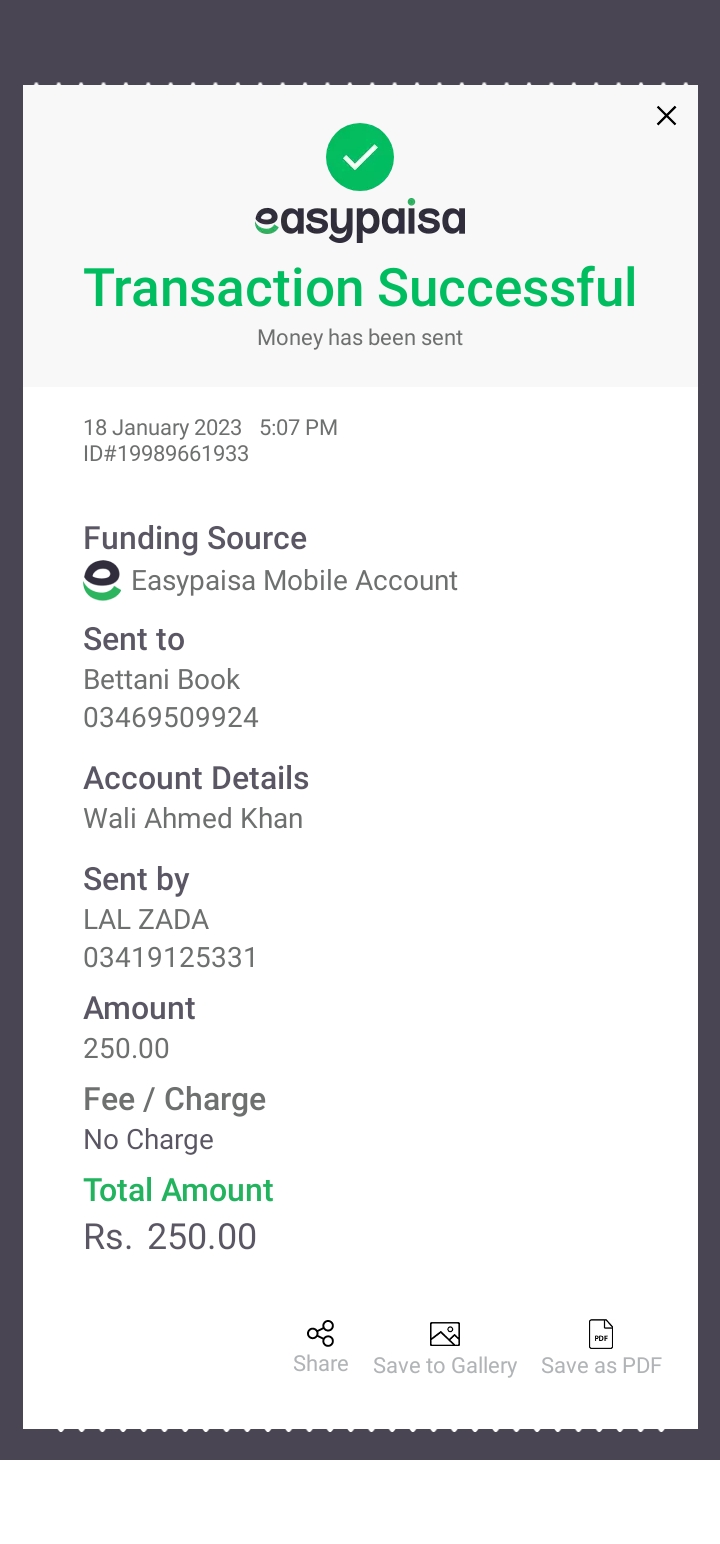 easypaisa
Transaction Successful
Money has been sent
18 January 2023 5:07 PM
ID#19989661933
Funding Source
Easypaisa Mobile Account
Sent to
Bettani Book
03469509924
Account Details
Wali Ahmed Khan
Sent by
LAL ZADA
03419125331
Amount
250.00
Fee / Charge
No Charge
Total Amount
Rs. 250.00
PDF
Share Save to Gallery Save as PDF